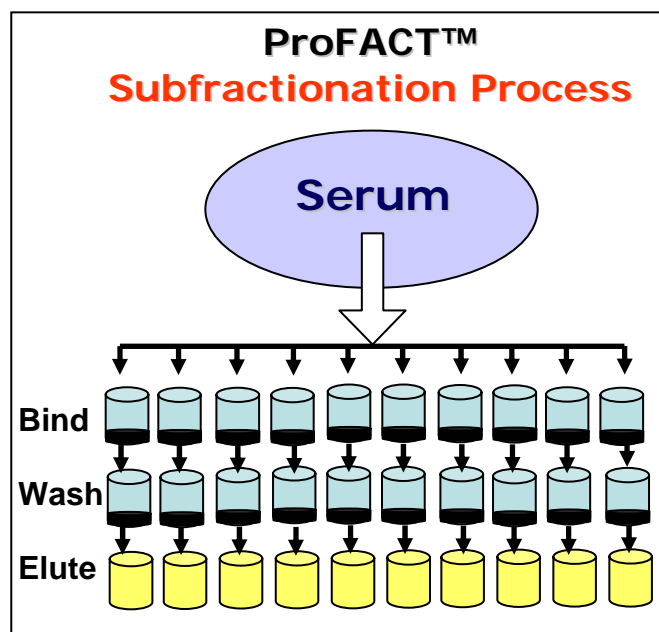 ProFACT™
Subfractionation Process
Serum
Bind
Wash
Elute